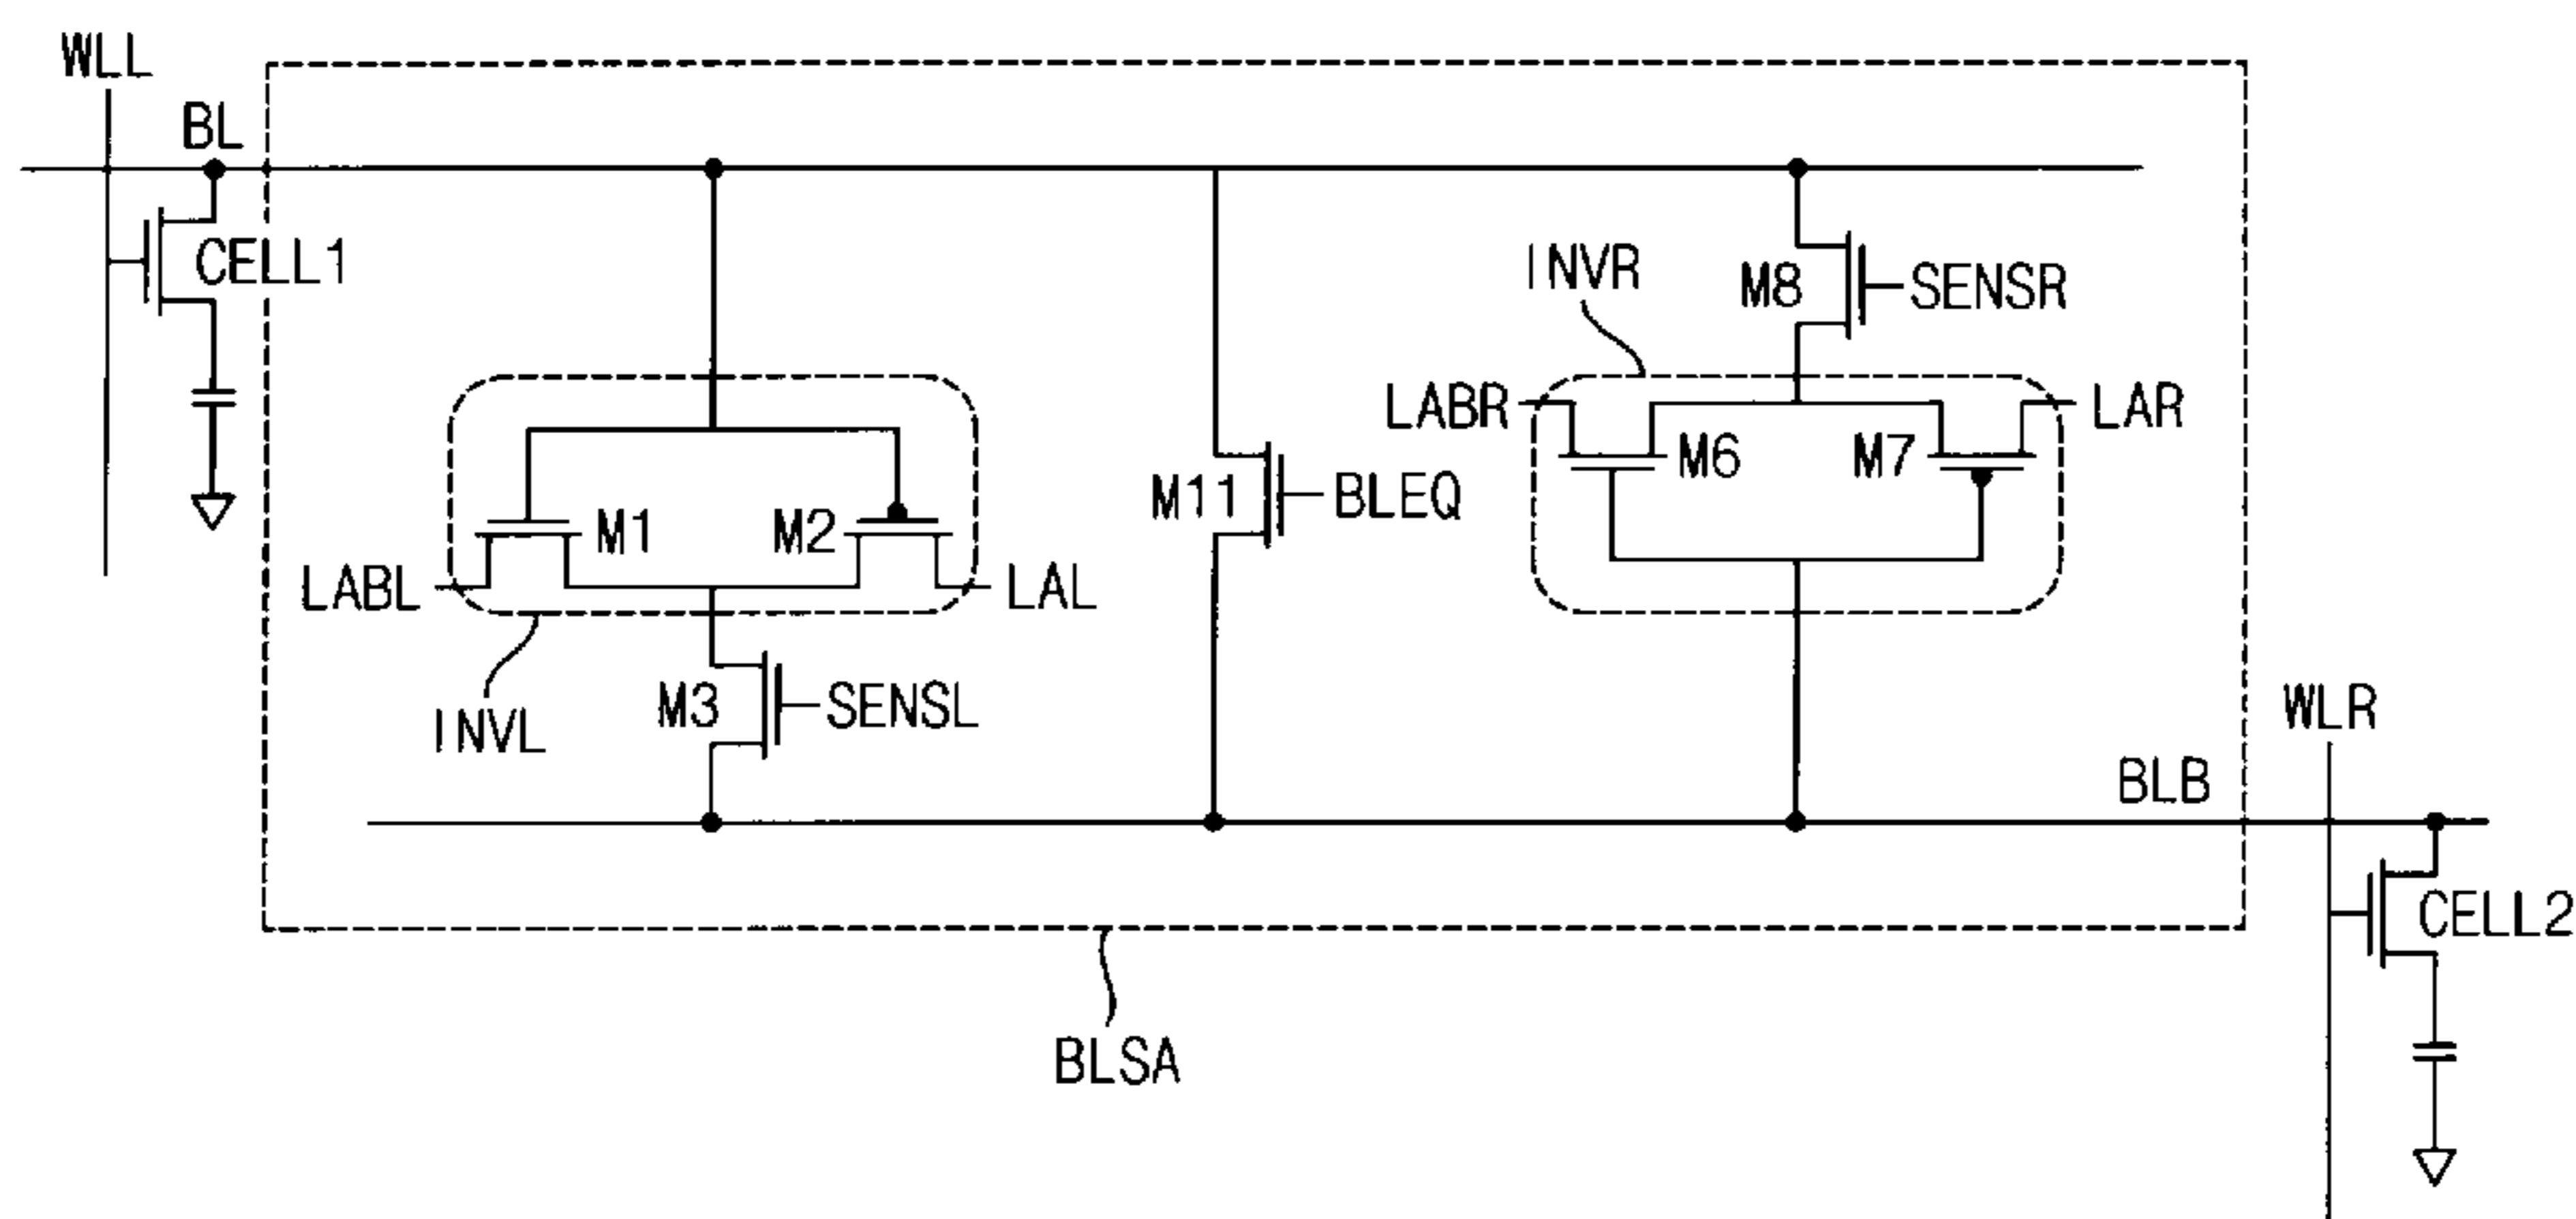 WLL
BL
CELL1
INVR
M8
SENSR
LABR
M6
M7
LAR
M1
M2
M11
BLEQ
LABL
LAL
M3
SENSL
INVL
WLR
BLB
CELL2
BLSA